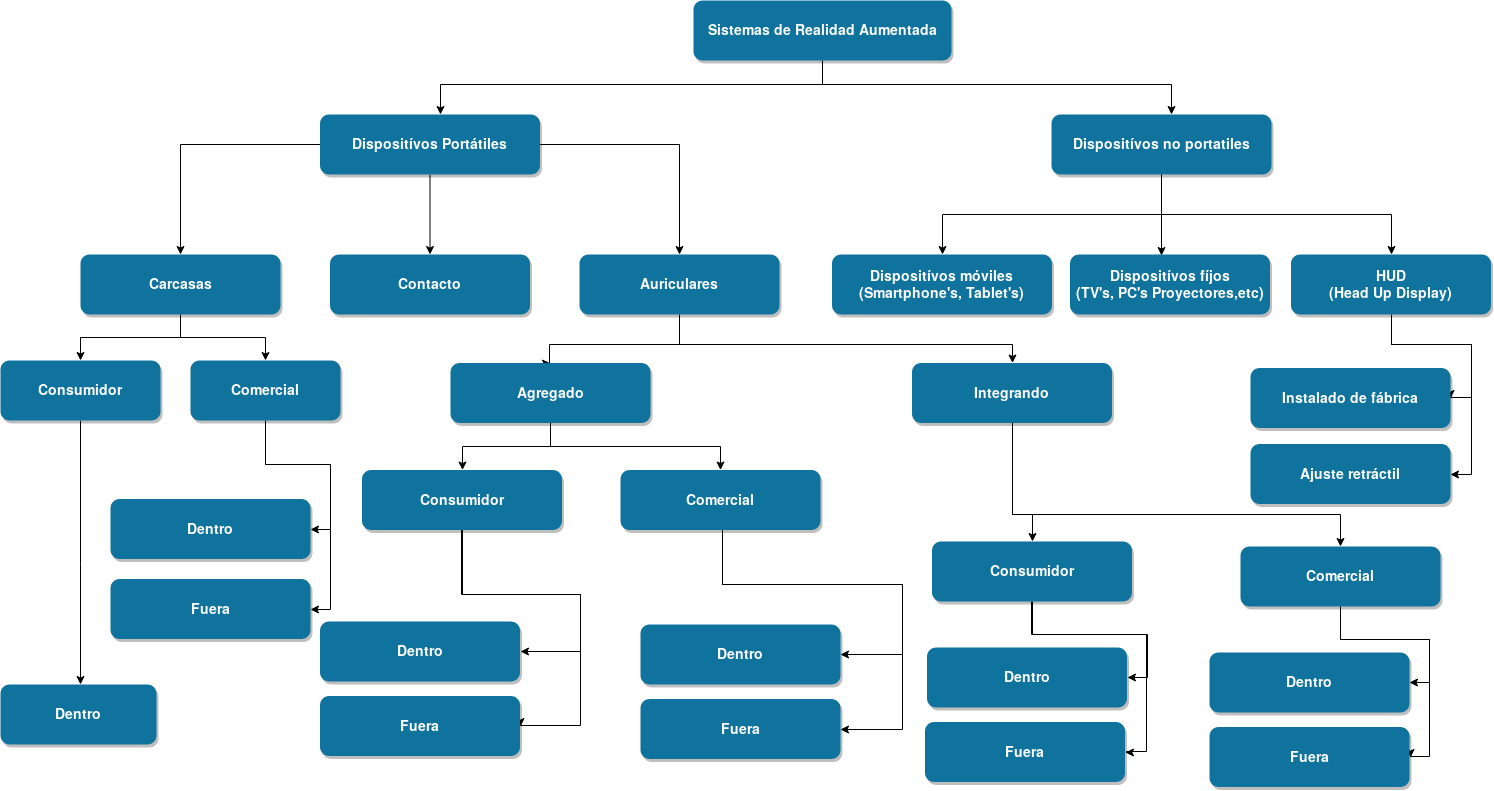 Sistemas de Realidad Aumentada
Dispositívos Portátiles
Dispositívos no portatiles
Carcasas
Contacto
Auriculares
Dispositívos móviles
(Smartphone's, Tablet's)
Dispositívos fíjos
(TV's, PC's Proyectores,etc)
HUD
(Head Up Display)
Consumidor
Comercial
Agregado
Integrando
Instalado de fábrica
Ajuste retráctil
Consumidor
Comercial
Dentro
Fuera
Consumidor
Comercial
Dentro
Fuera
Dentro
Fuera
Dentro
Fuera
Dentro
Fuera
Dentro